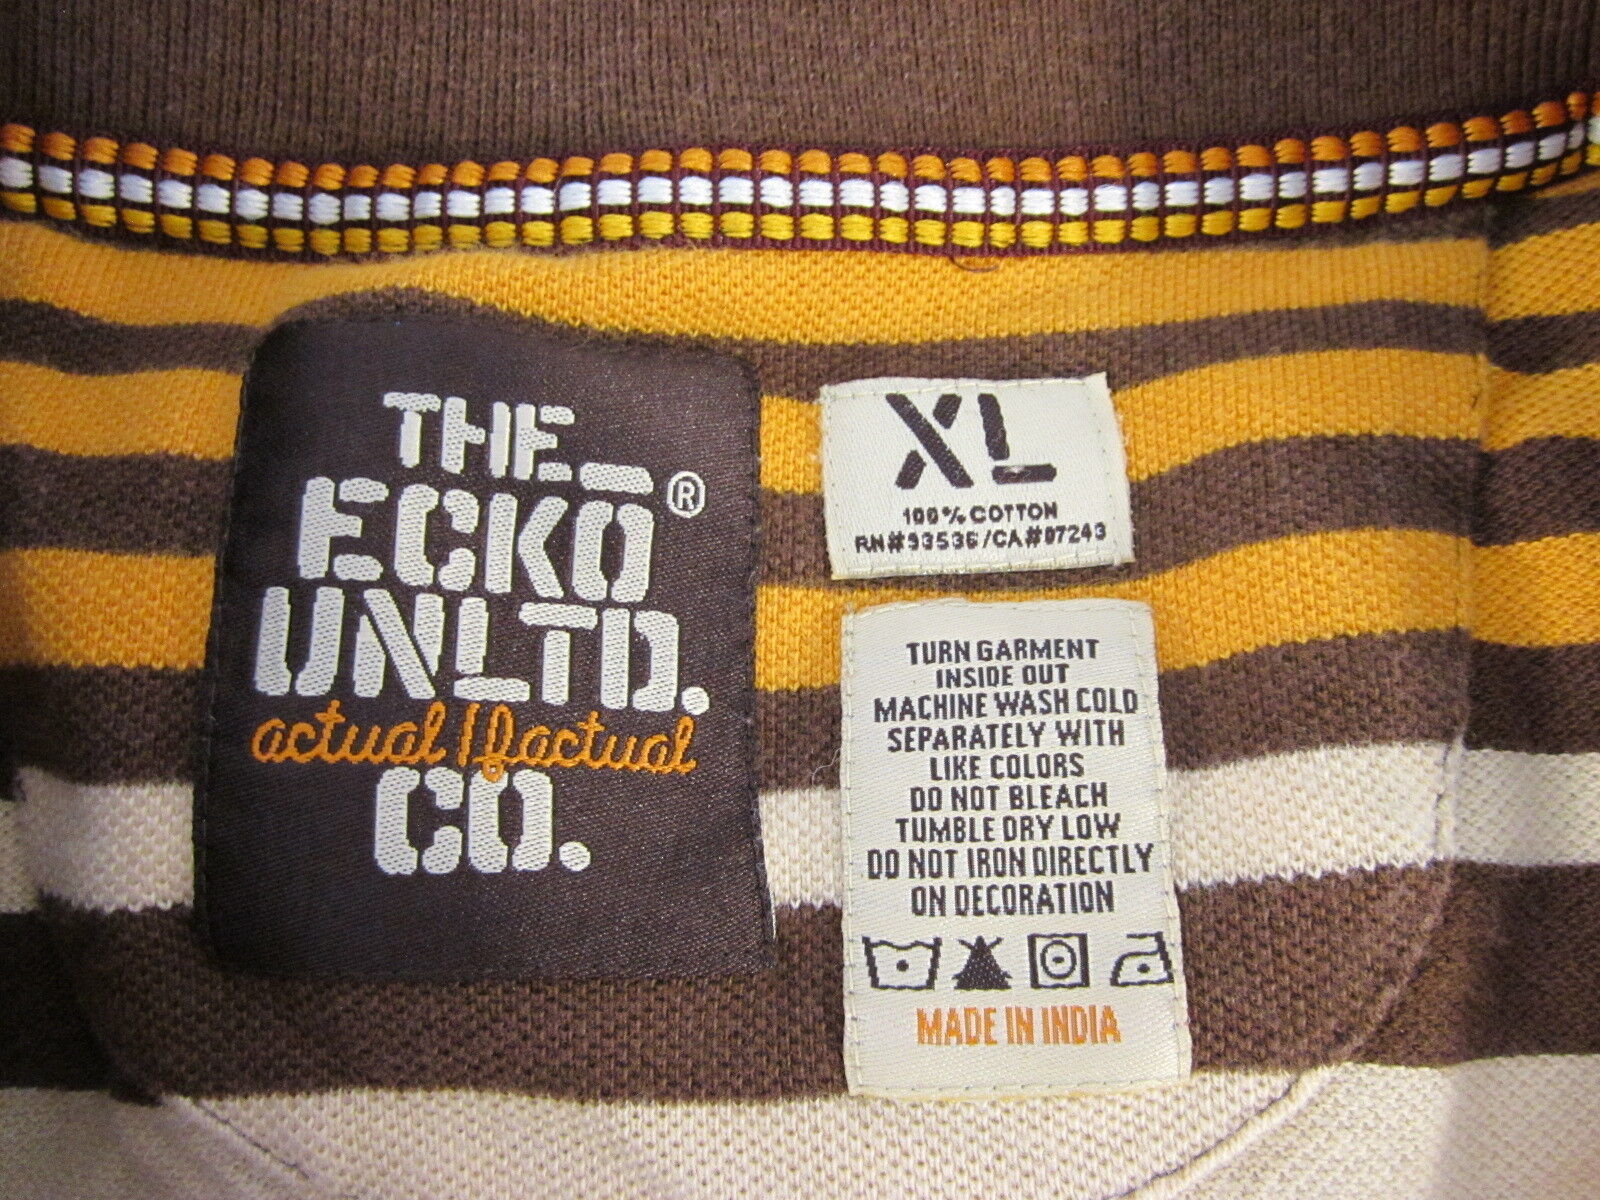 THE
ECKO®
UNLTD.
actual/factual
CO.
XL
100% COTTON
RN#93536/CA#07243
TURN GARMENT
INSIDE OUT
MACHINE WASH COLD
SEPARATELY WITH
LIKE COLORS
DO NOT BLEACH
TUMBLE DRY LOW
DO NOT IRON DIRECTLY
ON DECORATION
MADE IN INDIA